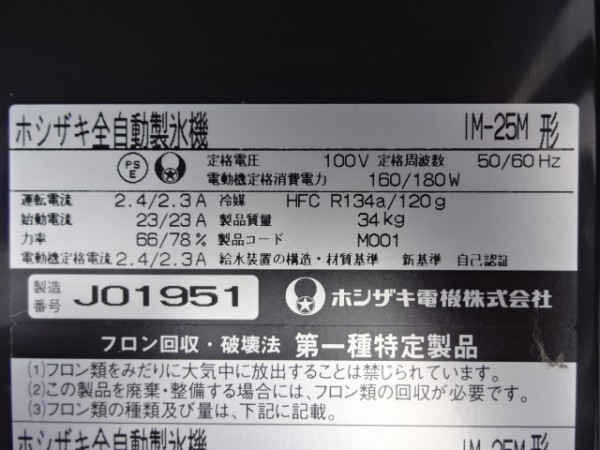 ホシザキ全自動製氷機 IM-25M 形
PS E 定格電圧 100V 定格周波数 50/60 Hz
電動機定格消費電力 160/180W
運転電流 2.4/2.3A 冷媒 HFC R134a/120g
始動電流 23/23A 製品質量 34kg
力率 66/78% 製品コード M001
電動機定格電流 2.4/2.3A 給水装置の構造・材質基準 新基準 自己認証
製造番号 J01951 ホシザキ電機株式会社
フロン回収・破壊法 第一種特定製品
(1)フロン類をみだりに大気中に放出することは禁じられています。
(2)この製品を廃棄・整備する場合には、フロン類の回収が必要です。
(3)フロン類の種類及び量は、下記に記載。
ホシザキ全自動製氷機 IM-25M 形